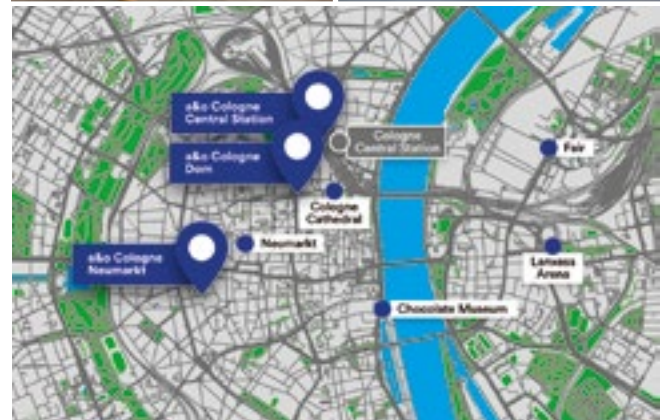 a&o Cologne
Central Station
Cologne
Central Station
a&o Cologne
Dom
Fair
Cologne
Cathedral
Neumarkt
a&o Cologne
Neumarkt
Lanxess
Arena
Chocolate Museum